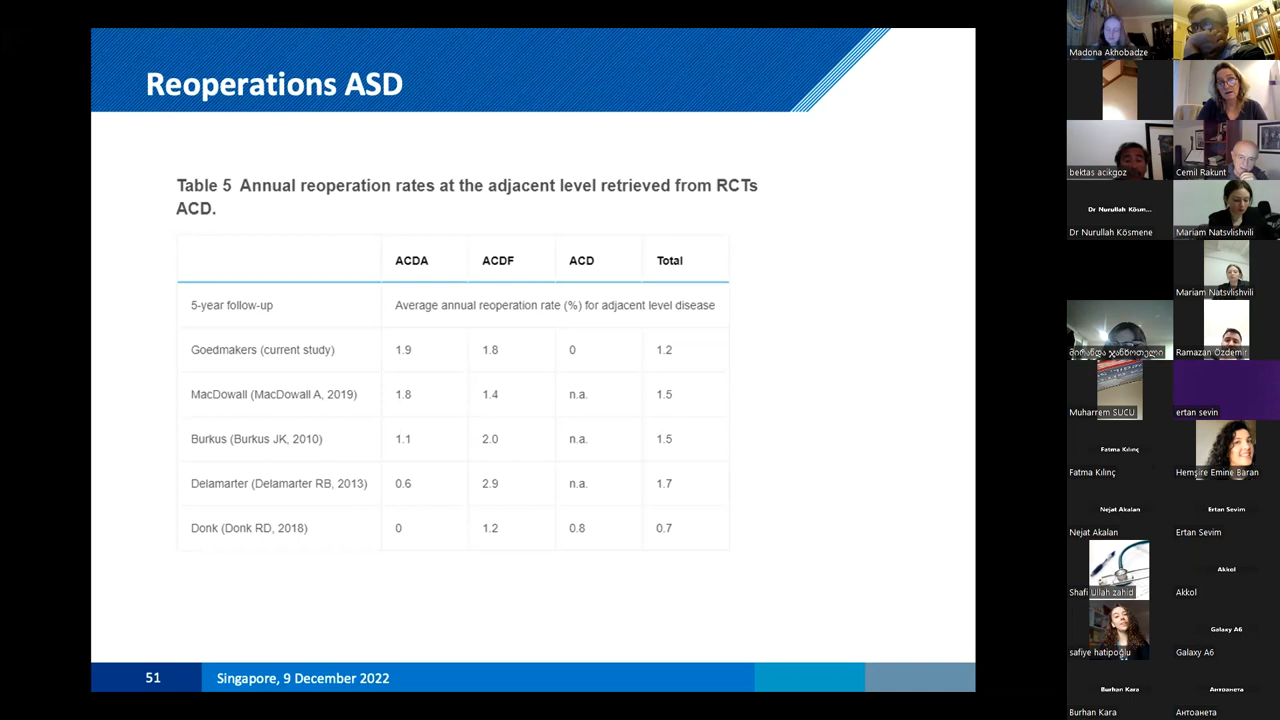 Reoperations ASD
Table 5 Annual reoperation rates at the adjacent level retrieved from RCTs
ACD.
ACDA ACDF ACD Total
5-year follow-up Average annual reoperation rate (%) for adjacent level disease
Goedmakers (current study) 1.9 1.8 0 1.2
MacDowall (MacDowall A, 2019) 1.8 1.4 n.a. 1.5
Burkus (Burkus JK, 2010) 1.1 2.0 n.a. 1.5
Delamarter (Delamarter RB, 2013) 0.6 2.9 n.a. 1.7
Donk (Donk RD, 2018) 0 1.2 0.8 0.7
51 Singapore, 9 December 2022
Madona Akhobadze
bektas acikgoz Cemil Rakunt
Dr Nurullah Kösm...
Dr Nurullah Kösmene Mariam Natsvlishvili
Mariam Natsvlishvili
Ramazan Özdemir
Muharrem SUCU ertan sevin
Fatma Kılınç
Fatma Kılınç Hemşire Emine Baran
Nejat Akalan Ertan Sevim
Nejat Akalan Ertan Sevim
Akkol
Shafi Ullah zahid Akkol
Galaxy A6
safiye hatipoğlu Galaxy A6
Burhan Kara Антоанета
Burhan Kara Антоанета